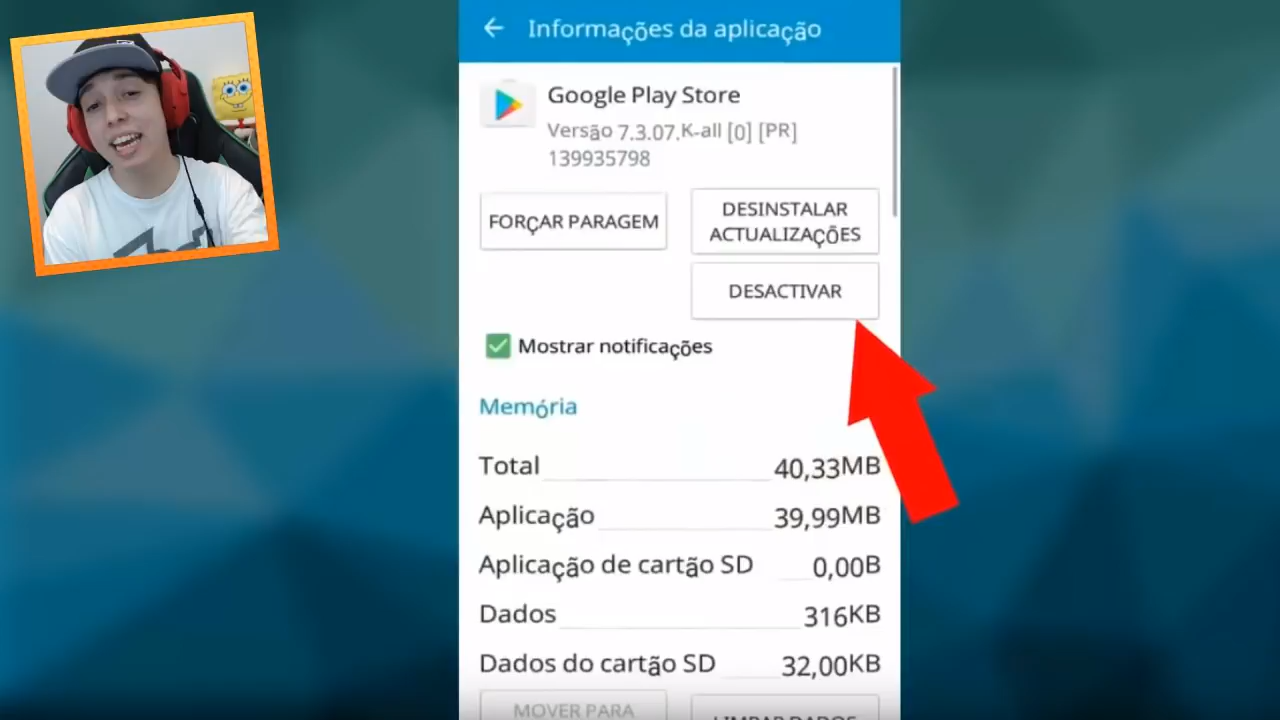 Informações da aplicação
Google Play Store
Versão 7.3.07.K-all [0] [PR]
139935798
FORÇAR PARAGEM
DESINSTALAR
ACTUALIZAÇÕES
DESACTIVAR
Mostrar notificações
Memória
Total 40,33MB
Aplicação 39,99MB
Aplicação de cartão SD 0,00B
Dados 316KB
Dados do cartão SD 32,00KB
MOVER PARA
LIMPAR DADOS